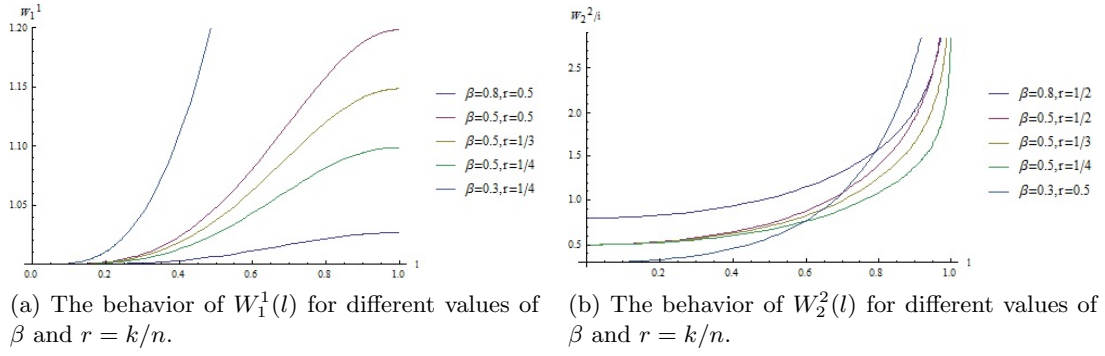 W₁¹
1.20
1.15
1.10
1.05
0.0 0.2 0.4 0.6 0.8 1.0
l
β=0.8,r=0.5
β=0.5,r=0.5
β=0.5,r=1/3
β=0.5,r=1/4
β=0.3,r=1/4
(a) The behavior of W₁¹(l) for different values of
β and r = k/n.
W₂²/i
2.5
2.0
1.5
1.0
0.5
0.2 0.4 0.6 0.8 1.0
l
β=0.8,r=1/2
β=0.5,r=1/2
β=0.5,r=1/3
β=0.5,r=1/4
β=0.3,r=0.5
(b) The behavior of W₂²(l) for different values of
β and r = k/n.